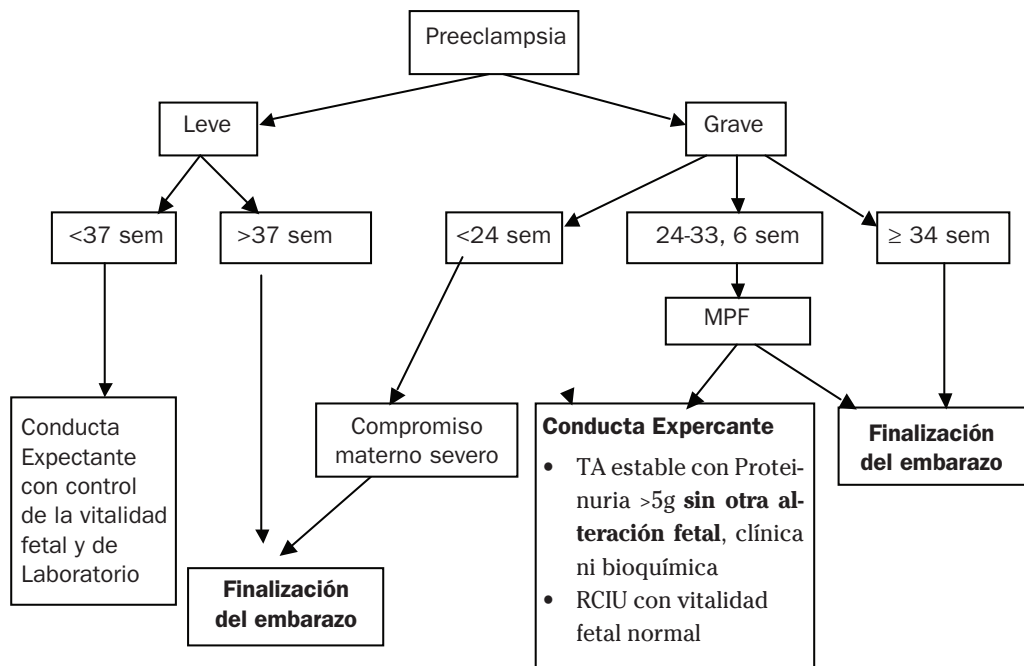 Preeclampsia
Leve
Grave
<37 sem
>37 sem
<24 sem
24-33, 6 sem
≥ 34 sem
MPF
Conducta
Expectante
con control
de la vitalidad
fetal y de
Laboratorio
Finalización
del embarazo
Compromiso
materno severo
Conducta Expercante
• TA estable con Protei-
nuria >5g sin otra al-
teración fetal, clínica
ni bioquímica
• RCIU con vitalidad
fetal normal
Finalización
del embarazo